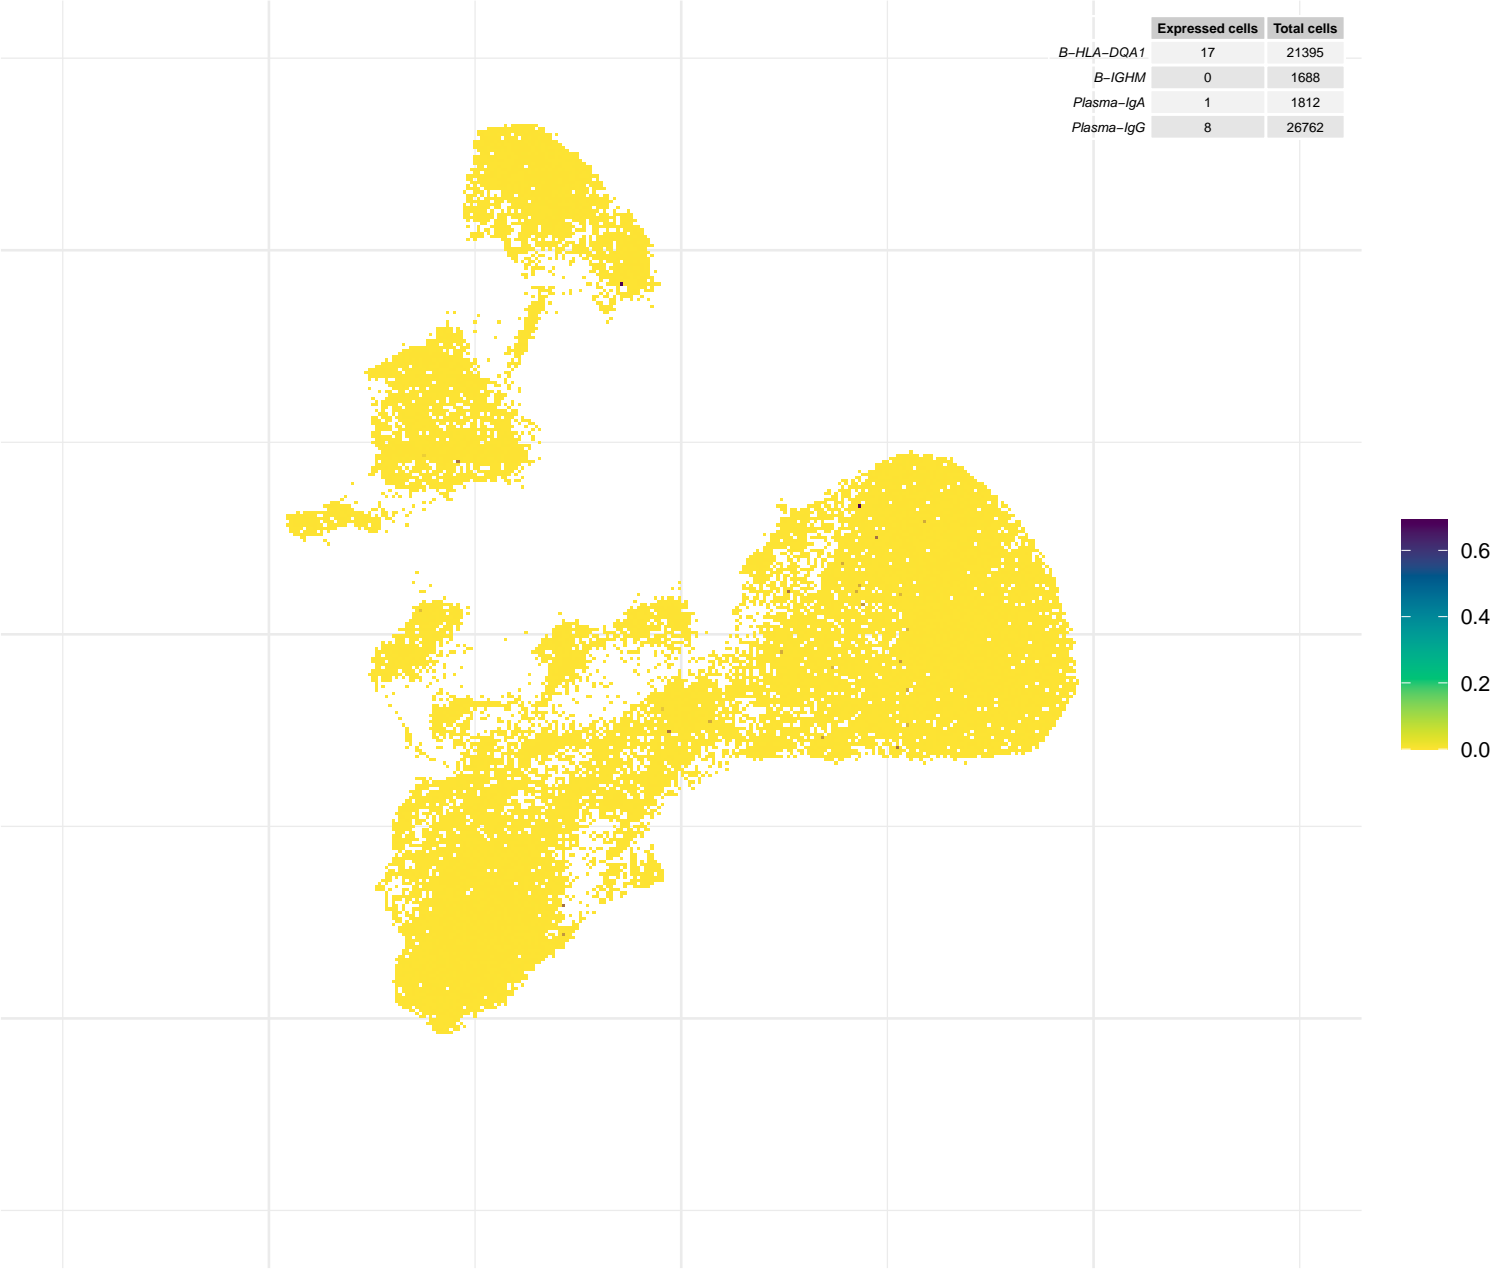 Expressed cells Total cells
B−HLA−DQA1 17 21395
B−IGHM 0 1688
Plasma−IgA 1 1812
Plasma−IgG 8 26762
0.6
0.4
0.2
0.0